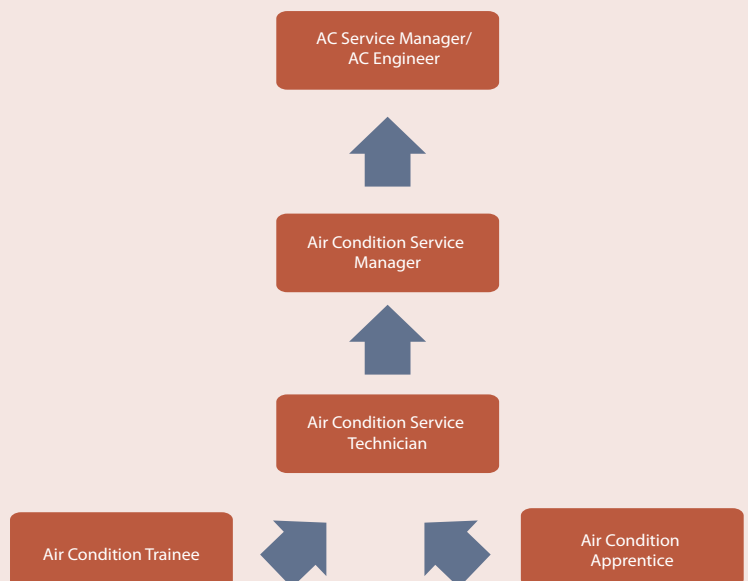 AC Service Manager/
AC Engineer
Air Condition Service
Manager
Air Condition Service
Technician
Air Condition Trainee
Air Condition
Apprentice